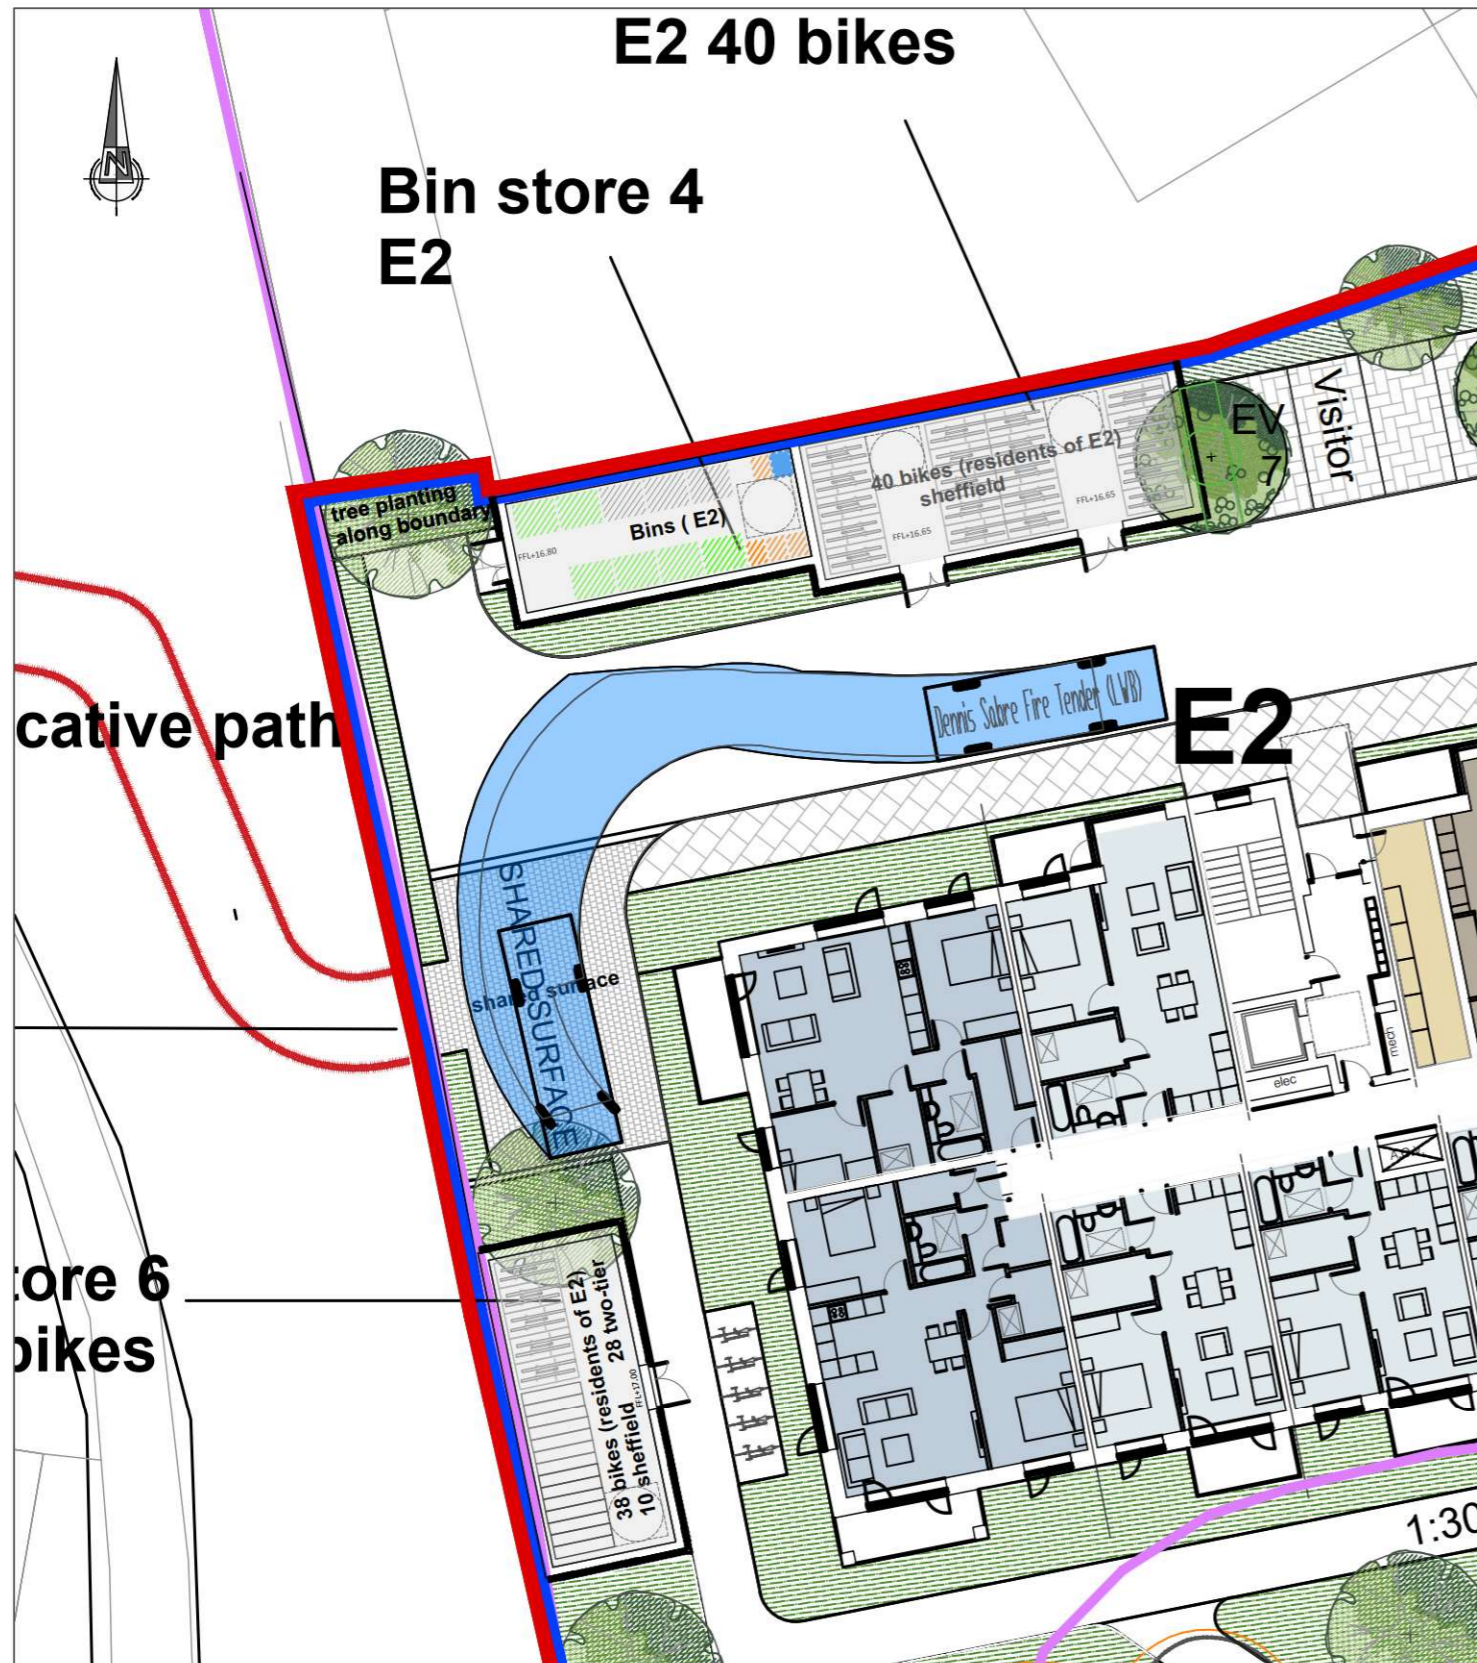 E2 40 bikes
N
Bin store 4
E2
EV
7
Visitor
40 bikes (residents of E2)
sheffield
FFL+16.65
FFL+16.65
tree planting
along boundary
Bins ( E2)
FFL+16.80
Dennis Sabre Fire Tender (LWB)
E2
cative path
SHARED SURFACE
shared surface
mech
elec
tore 6
bikes
38 bikes (residents of E2)
10 sheffield 28 two-tier
FFL+17.00
1:30